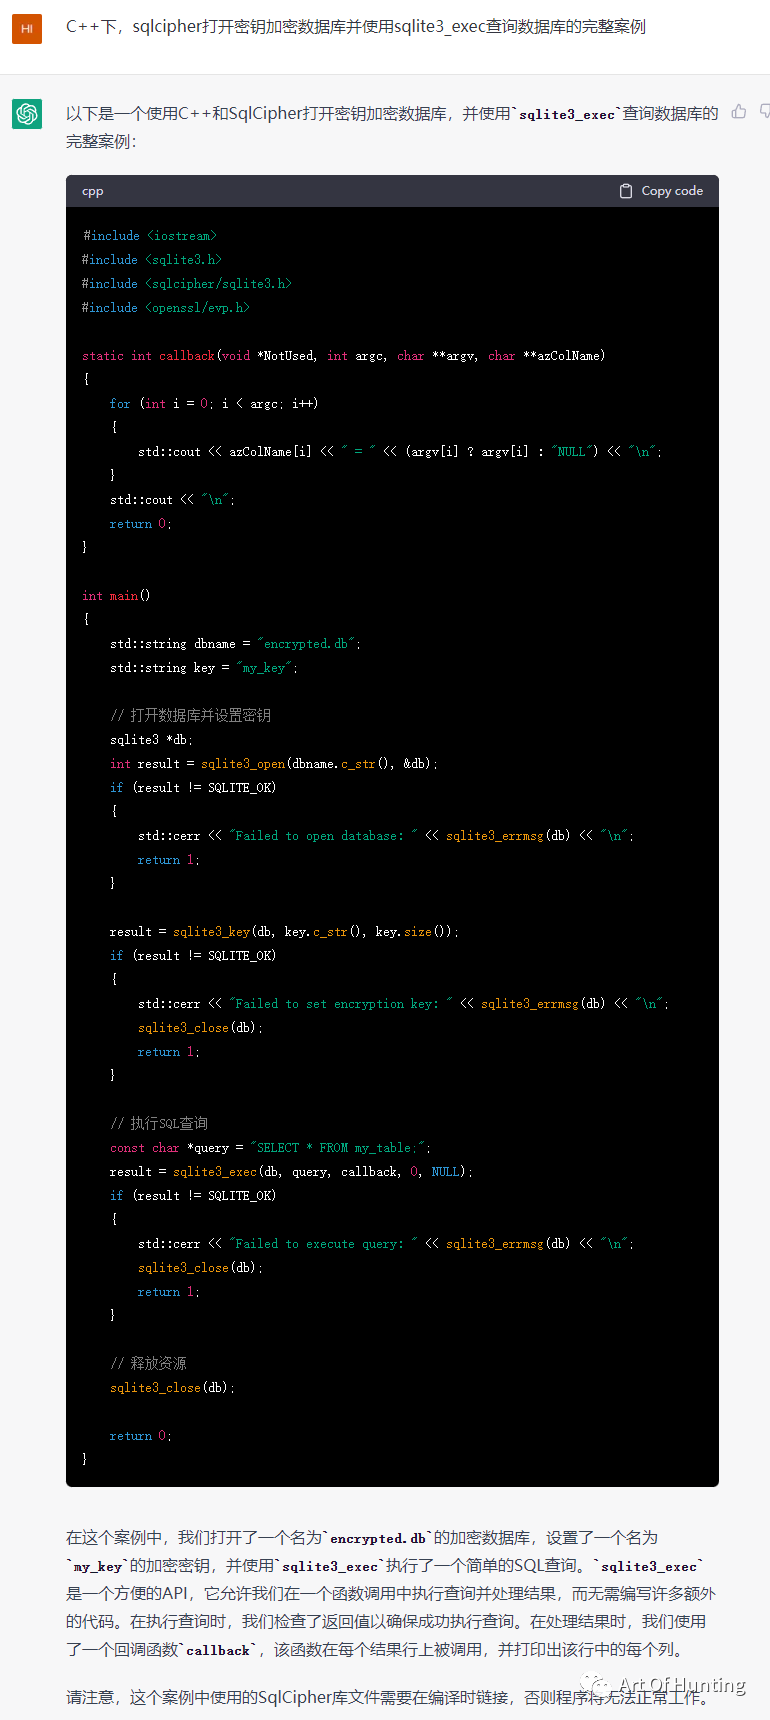 HI
C++下，sqlcipher打开密钥加密数据库并使用sqlite3_exec查询数据库的完整案例
以下是一个使用C++和SqlCipher打开密钥加密数据库，并使用`sqlite3_exec`查询数据库的
完整案例：
cpp
Copy code
#include <iostream>
#include <sqlite3.h>
#include <sqlcipher/sqlite3.h>
#include <openssl/evp.h>
static int callback(void *NotUsed, int argc, char **argv, char **azColName)
{
for (int i = 0; i < argc; i++)
{
std::cout << azColName[i] << " = " << (argv[i] ? argv[i] : "NULL") << "\n";
}
std::cout << "\n";
return 0;
}
int main()
{
std::string dbname = "encrypted.db";
std::string key = "my_key";
// 打开数据库并设置密钥
sqlite3 *db;
int result = sqlite3_open(dbname.c_str(), &db);
if (result != SQLITE_OK)
{
std::cerr << "Failed to open database: " << sqlite3_errmsg(db) << "\n";
return 1;
}
result = sqlite3_key(db, key.c_str(), key.size());
if (result != SQLITE_OK)
{
std::cerr << "Failed to set encryption key: " << sqlite3_errmsg(db) << "\n";
sqlite3_close(db);
return 1;
}
// 执行SQL查询
const char *query = "SELECT * FROM my_table;";
result = sqlite3_exec(db, query, callback, 0, NULL);
if (result != SQLITE_OK)
{
std::cerr << "Failed to execute query: " << sqlite3_errmsg(db) << "\n";
sqlite3_close(db);
return 1;
}
// 释放资源
sqlite3_close(db);
return 0;
}
在这个案例中，我们打开了一个名为`encrypted.db`的加密数据库，设置了一个名为
`my_key`的加密密钥，并使用`sqlite3_exec`执行了一个简单的SQL查询。`sqlite3_exec`
是一个方便的API，它允许我们在一个函数调用中执行查询并处理结果，而无需编写许多额外
的代码。在执行查询时，我们检查了返回值以确保成功执行查询。在处理结果时，我们使用
了一个回调函数`callback`，该函数在每个结果行上被调用，并打印出该行中的每个列。
请注意，这个案例中使用的SqlCipher库文件需要在编译时链接，否则程序将无法正常工作。
Art Of Hunting